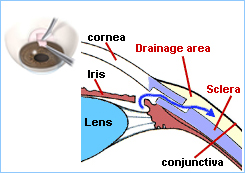 cornea
Drainage area
Iris
Sclera
Lens
conjunctiva